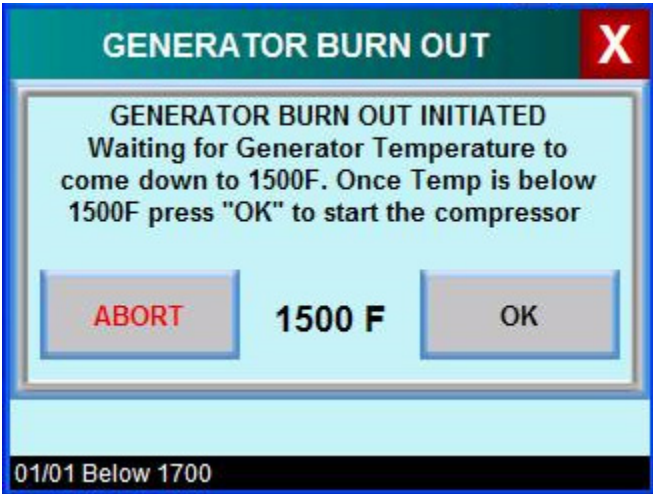 GENERATOR BURN OUT
X
GENERATOR BURN OUT INITIATED
Waiting for Generator Temperature to
come down to 1500F. Once Temp is below
1500F press "OK" to start the compressor
ABORT
1500 F
OK
01/01 Below 1700